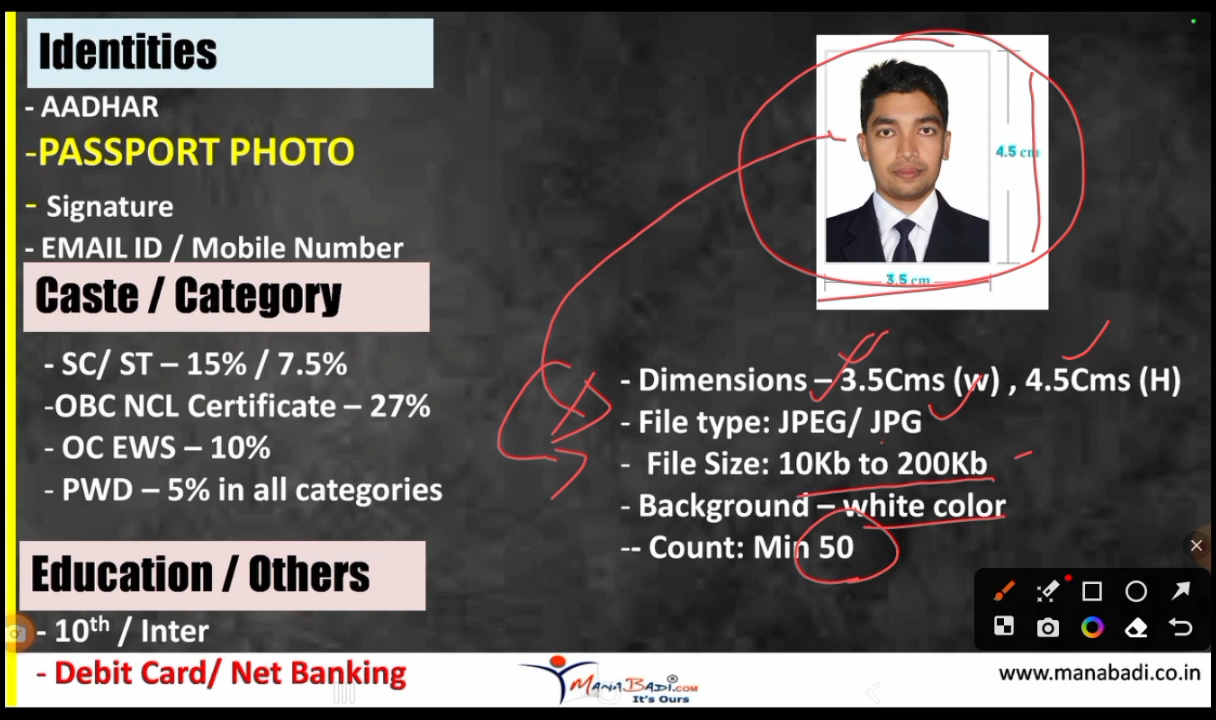 Identities
- AADHAR
-PASSPORT PHOTO
- Signature
- EMAIL ID / Mobile Number
Caste / Category
- SC/ ST – 15% / 7.5%
-OBC NCL Certificate – 27%
- OC EWS – 10%
- PWD – 5% in all categories
Education / Others
- 10th / Inter
- Debit Card/ Net Banking
4.5 cm
3.5 cm
- Dimensions – 3.5Cms (w) , 4.5Cms (H)
- File type: JPEG/ JPG
- File Size: 10Kb to 200Kb
- Background – white color
-- Count: Min 50
MANABADI.COM
It's Ours
www.manabadi.co.in